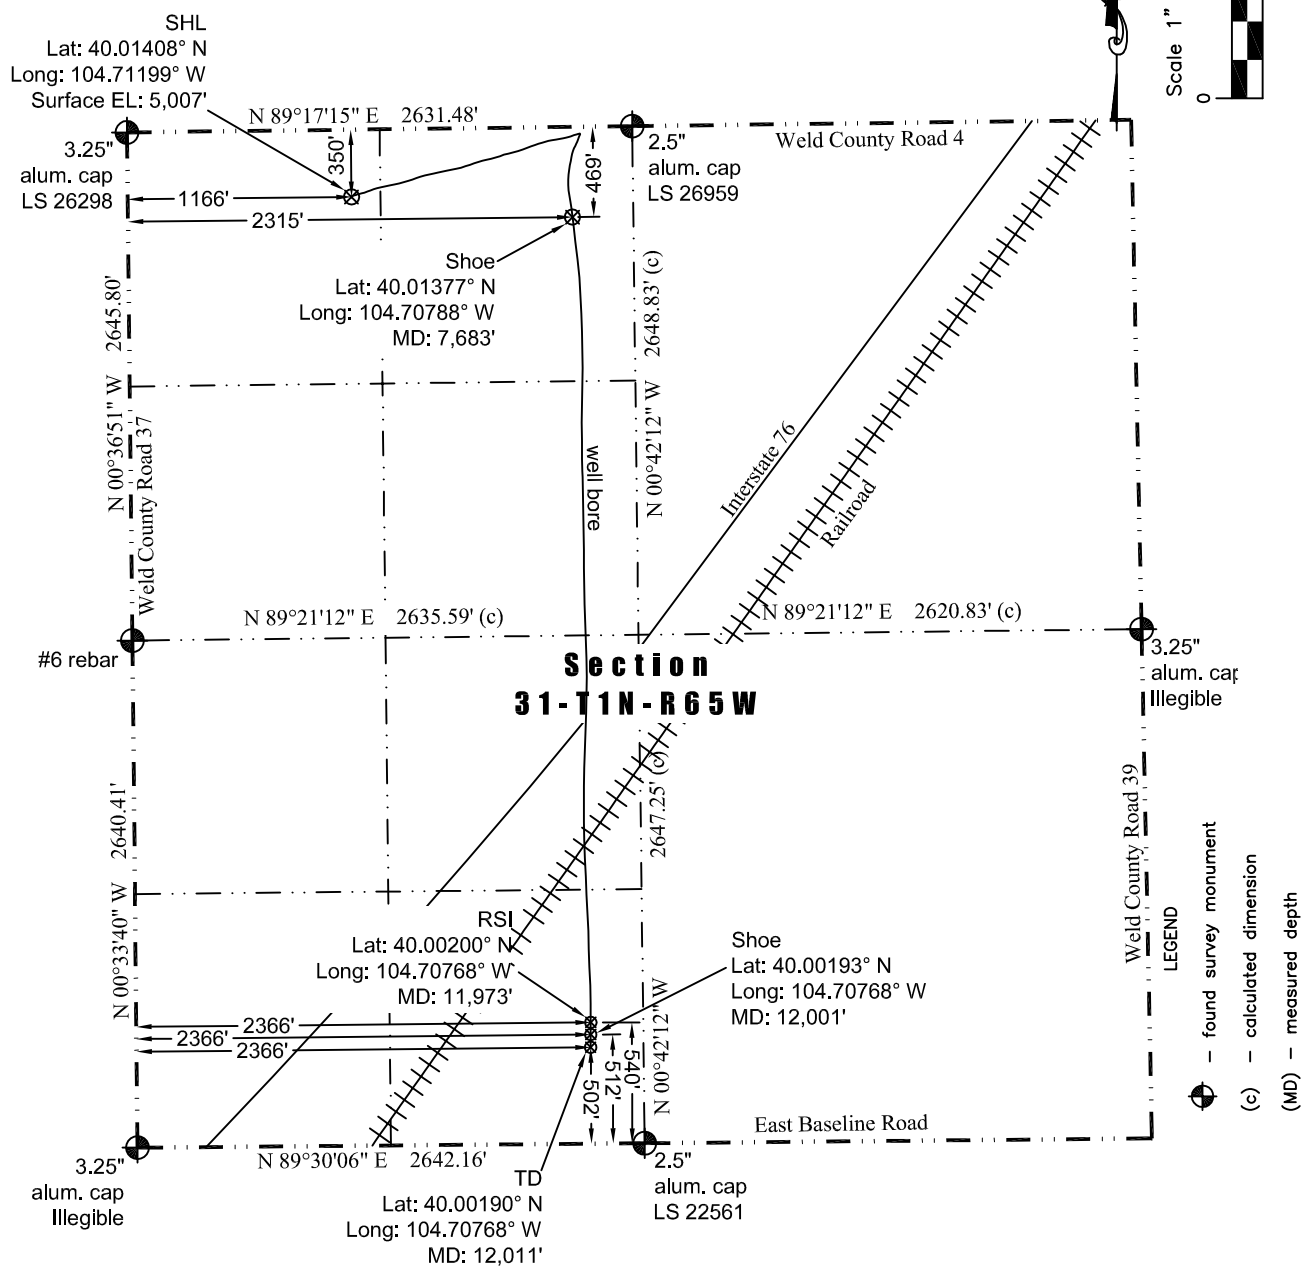 SHL
Lat: 40.01408° N
Long: 104.71199° W
Surface EL: 5,007'
Scale 1"
0
N 89°17'15" E 2631.48'
Weld County Road 4
3.25"
alum. cap
LS 26298
2.5"
alum. cap
LS 26959
350'
469'
1166'
2315'
Shoe
Lat: 40.01377° N
Long: 104.70788° W
MD: 7,683'
N 00°36'51" W 2645.80'
Weld County Road 37
N 00°42'12" W 2648.83' (c)
well bore
Interstate 76
Railroad
N 89°21'12" E 2635.59' (c)
N 89°21'12" E 2620.83' (c)
#6 rebar
Section
31-T1N-R65W
3.25"
alum. cap
Illegible
N 00°33'40" W 2640.41'
2647.25' (c)
N 00°42'12" W
Weld County Road 39
RSI
Lat: 40.00200° N
Long: 104.70768° W
MD: 11,973'
Shoe
Lat: 40.00193° N
Long: 104.70768° W
MD: 12,001'
2366'
2366'
2366'
540'
512'
502'
East Baseline Road
N 89°30'06" E 2642.16'
3.25"
alum. cap
Illegible
2.5"
alum. cap
LS 22561
TD
Lat: 40.00190° N
Long: 104.70768° W
MD: 12,011'
LEGEND
- found survey monument
(c) - calculated dimension
(MD) - measured depth